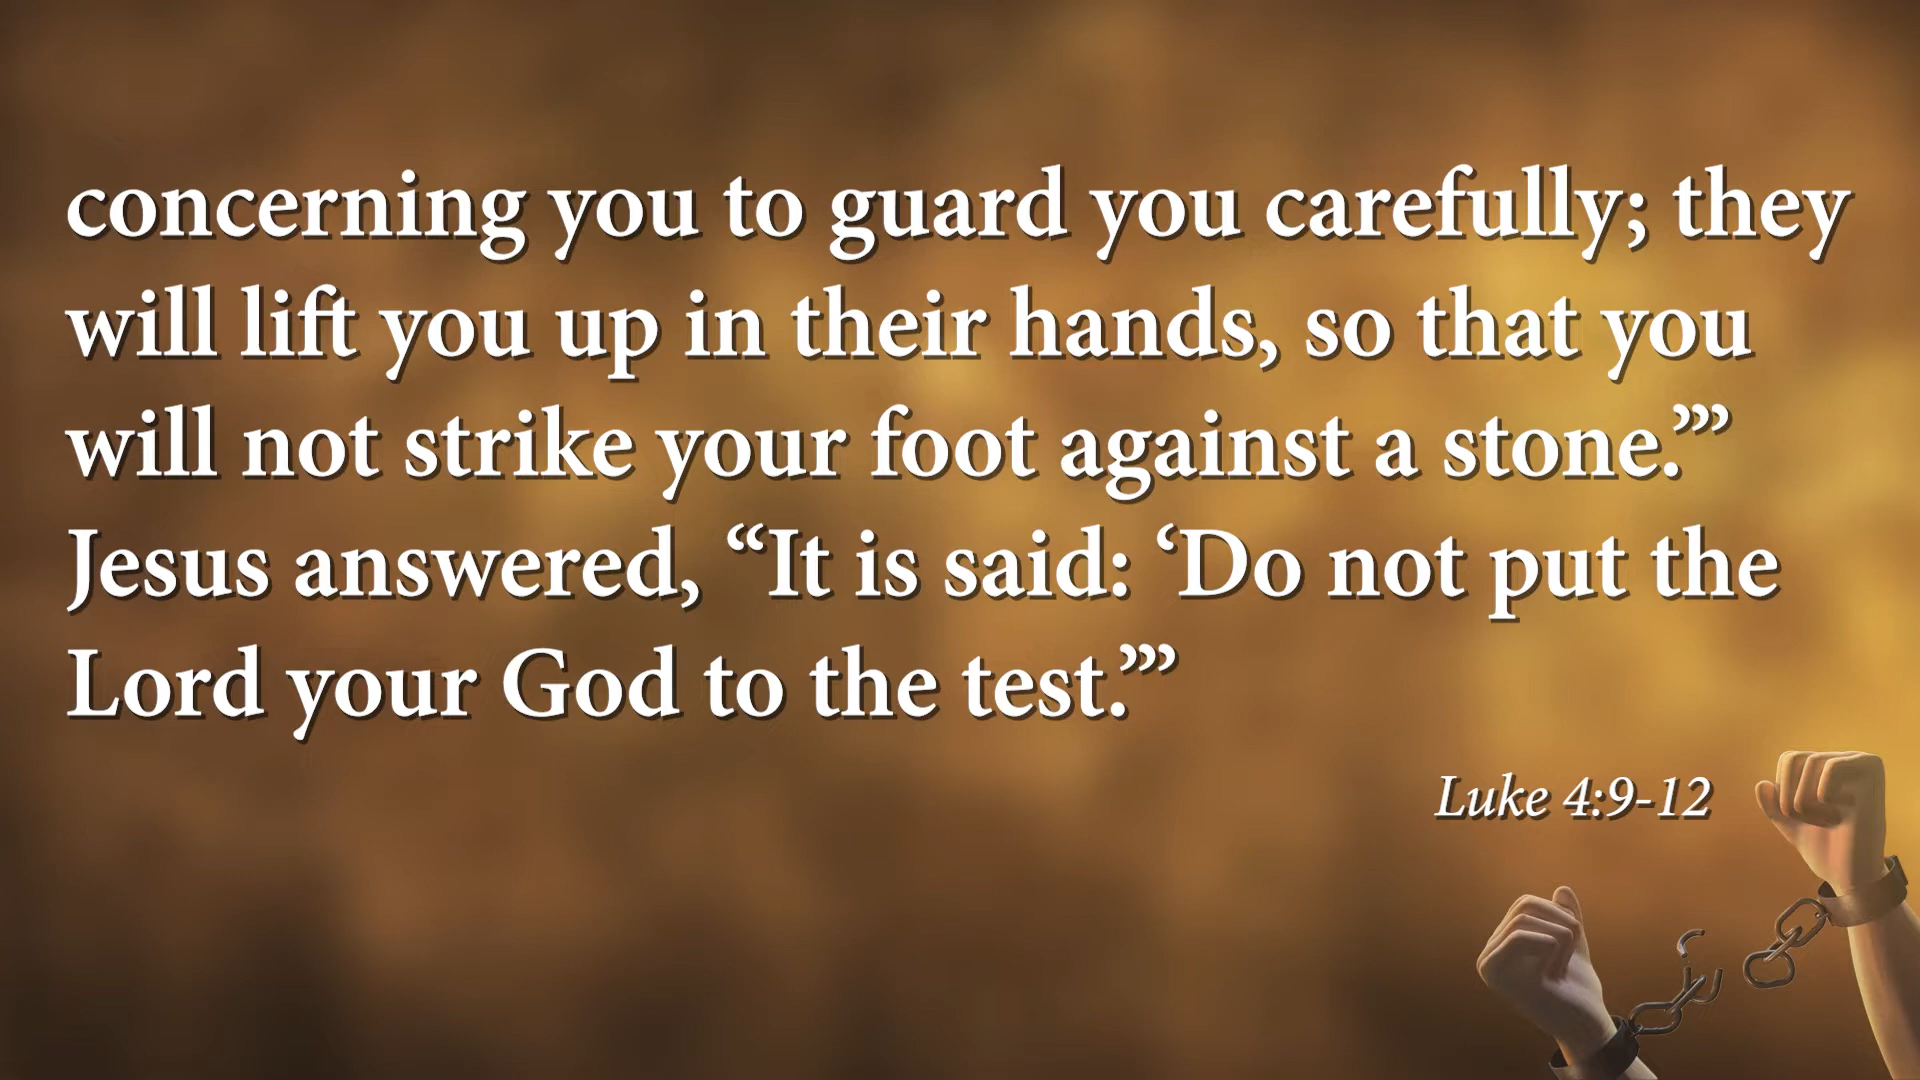 concerning you to guard you carefully; they
will lift you up in their hands, so that you
will not strike your foot against a stone.’”
Jesus answered, “It is said: ‘Do not put the
Lord your God to the test.’”
Luke 4:9-12